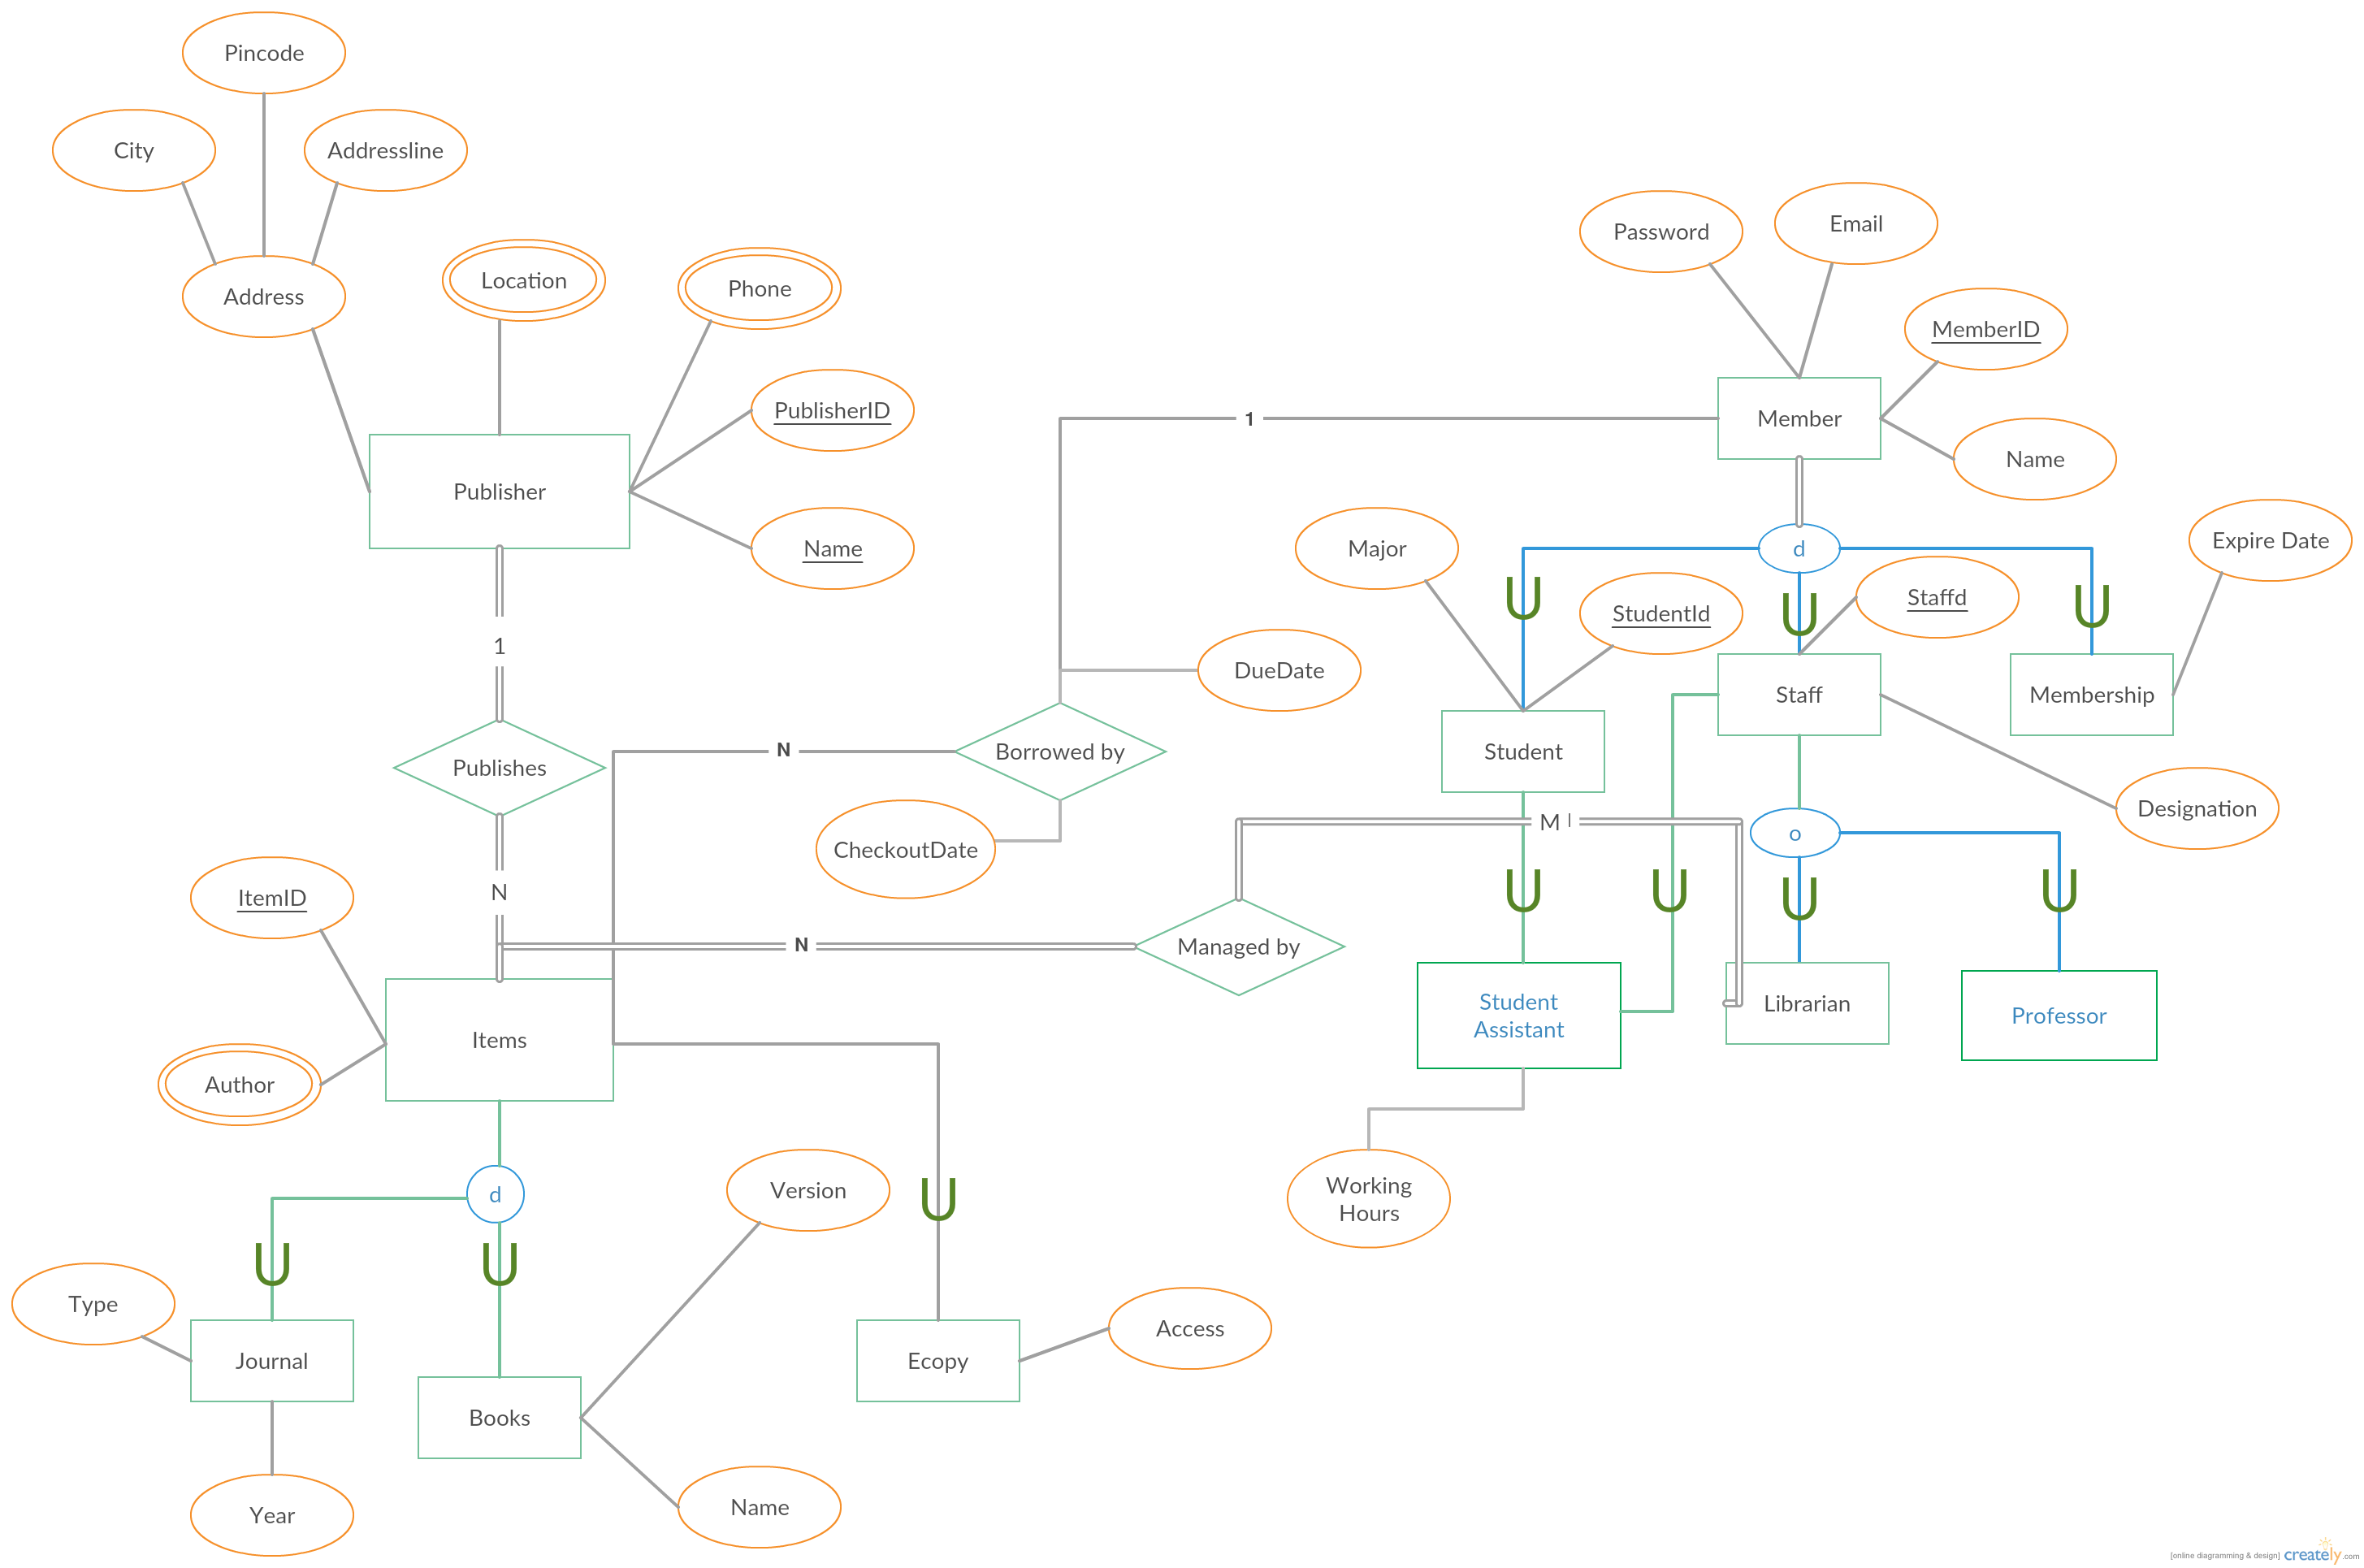 Pincode
City
Addressline
Address
Location
Phone
PublisherID
Name
Publisher
1
Publishes
N
Password
Email
MemberID
Member
Name
1
d
Major
StudentId
Staffd
Expire Date
DueDate
Student
Staff
Membership
N
Borrowed by
CheckoutDate
M
o
Designation
ItemID
N
Managed by
Items
Author
Student
Assistant
Librarian
Professor
d
Version
Working
Hours
Type
Journal
Books
Ecopy
Access
Year
Name
[online diagramming & design] creately.com